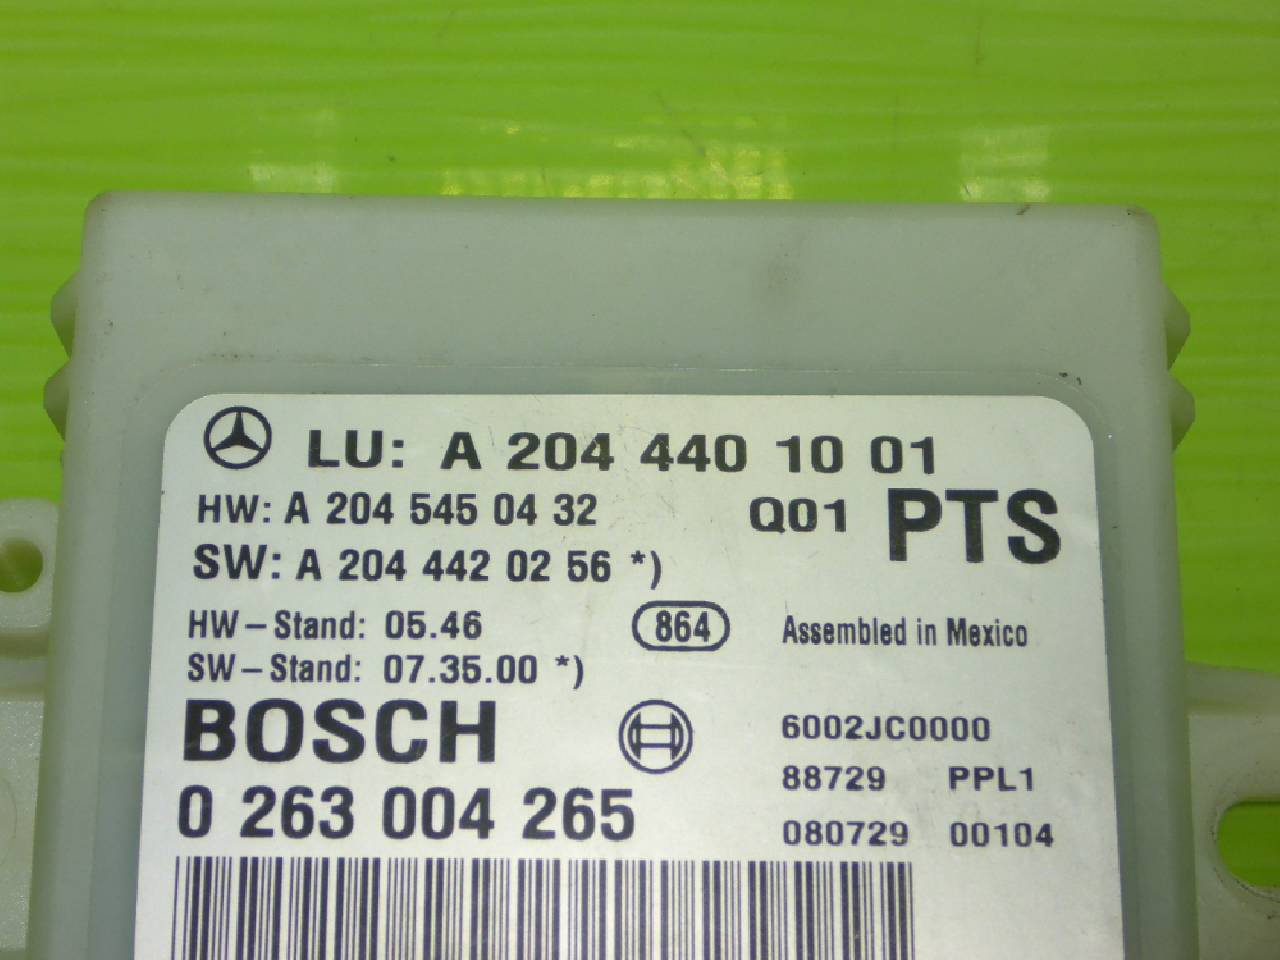 LU: A 204 440 10 01
HW: A 204 545 04 32 Q01 PTS
SW: A 204 442 02 56 *)
HW-Stand: 05.46 864 Assembled in Mexico
SW-Stand: 07.35.00 *)
BOSCH 6002JC0000
88729 PPL1
0 263 004 265 080729 00104